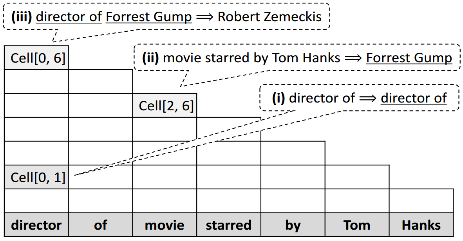 (iii) director of Forrest Gump ⟹ Robert Zemeckis
Cell[0, 6]
(ii) movie starred by Tom Hanks ⟹ Forrest Gump
Cell[2, 6]
(i) director of ⟹ director of
Cell[0, 1]
director of movie starred by Tom Hanks